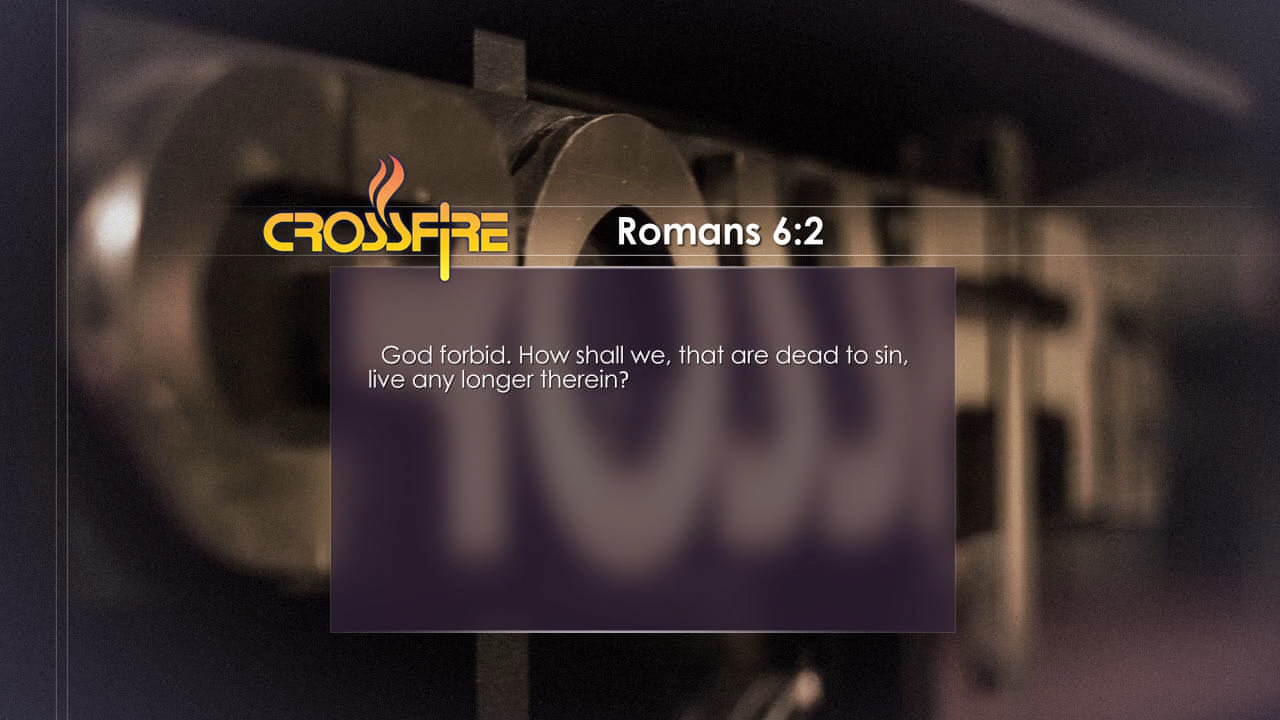 CROSSFIRE
Romans 6:2
God forbid. How shall we, that are dead to sin,
live any longer therein?